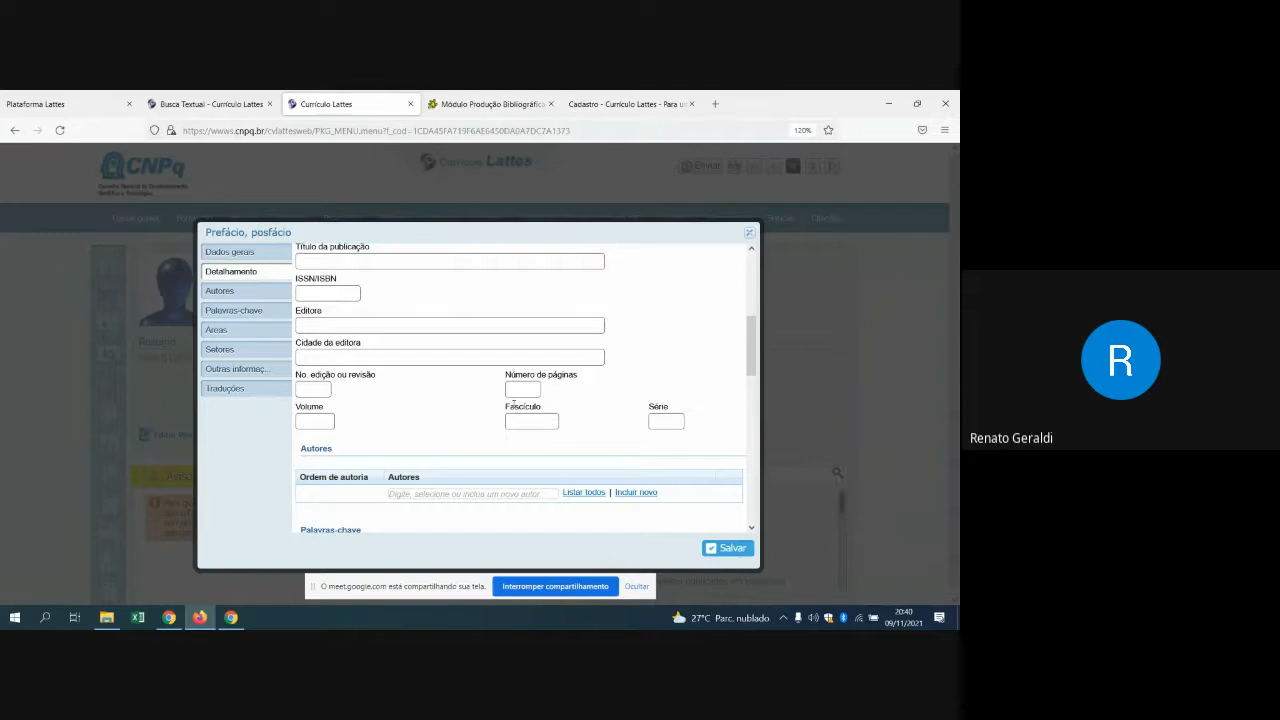 Plataforma Lattes
Busca Textual - Currículo Lattes
Currículo Lattes
Módulo Produção Bibliográfica
Cadastro - Currículo Lattes - Para u
https://wwws.cnpq.br/cvlattesweb/PKG_MENU.menu?f_cod=1CDA45FA719F6AE6450DA0A7DC7A1373
120%
CNPq
Currículo Lattes
Enviar
Prefácio, posfácio
Dados gerais
Detalhamento
Autores
Palavras-chave
Áreas
Setores
Outras informaç...
Traduções
Título da publicação
ISSN/ISBN
Editora
Cidade da editora
No. edição ou revisão
Número de páginas
Volume
Fascículo
Série
Autores
Ordem de autoria
Autores
Digite, selecione ou inclua um novo autor
Listar todos | Incluir novo
Palavras-chave
Salvar
Resumo
O meet.google.com está compartilhando sua tela.
Interromper compartilhamento
Ocultar
27°C Parc. nublado
20:40
09/11/2021
R
Renato Geraldi